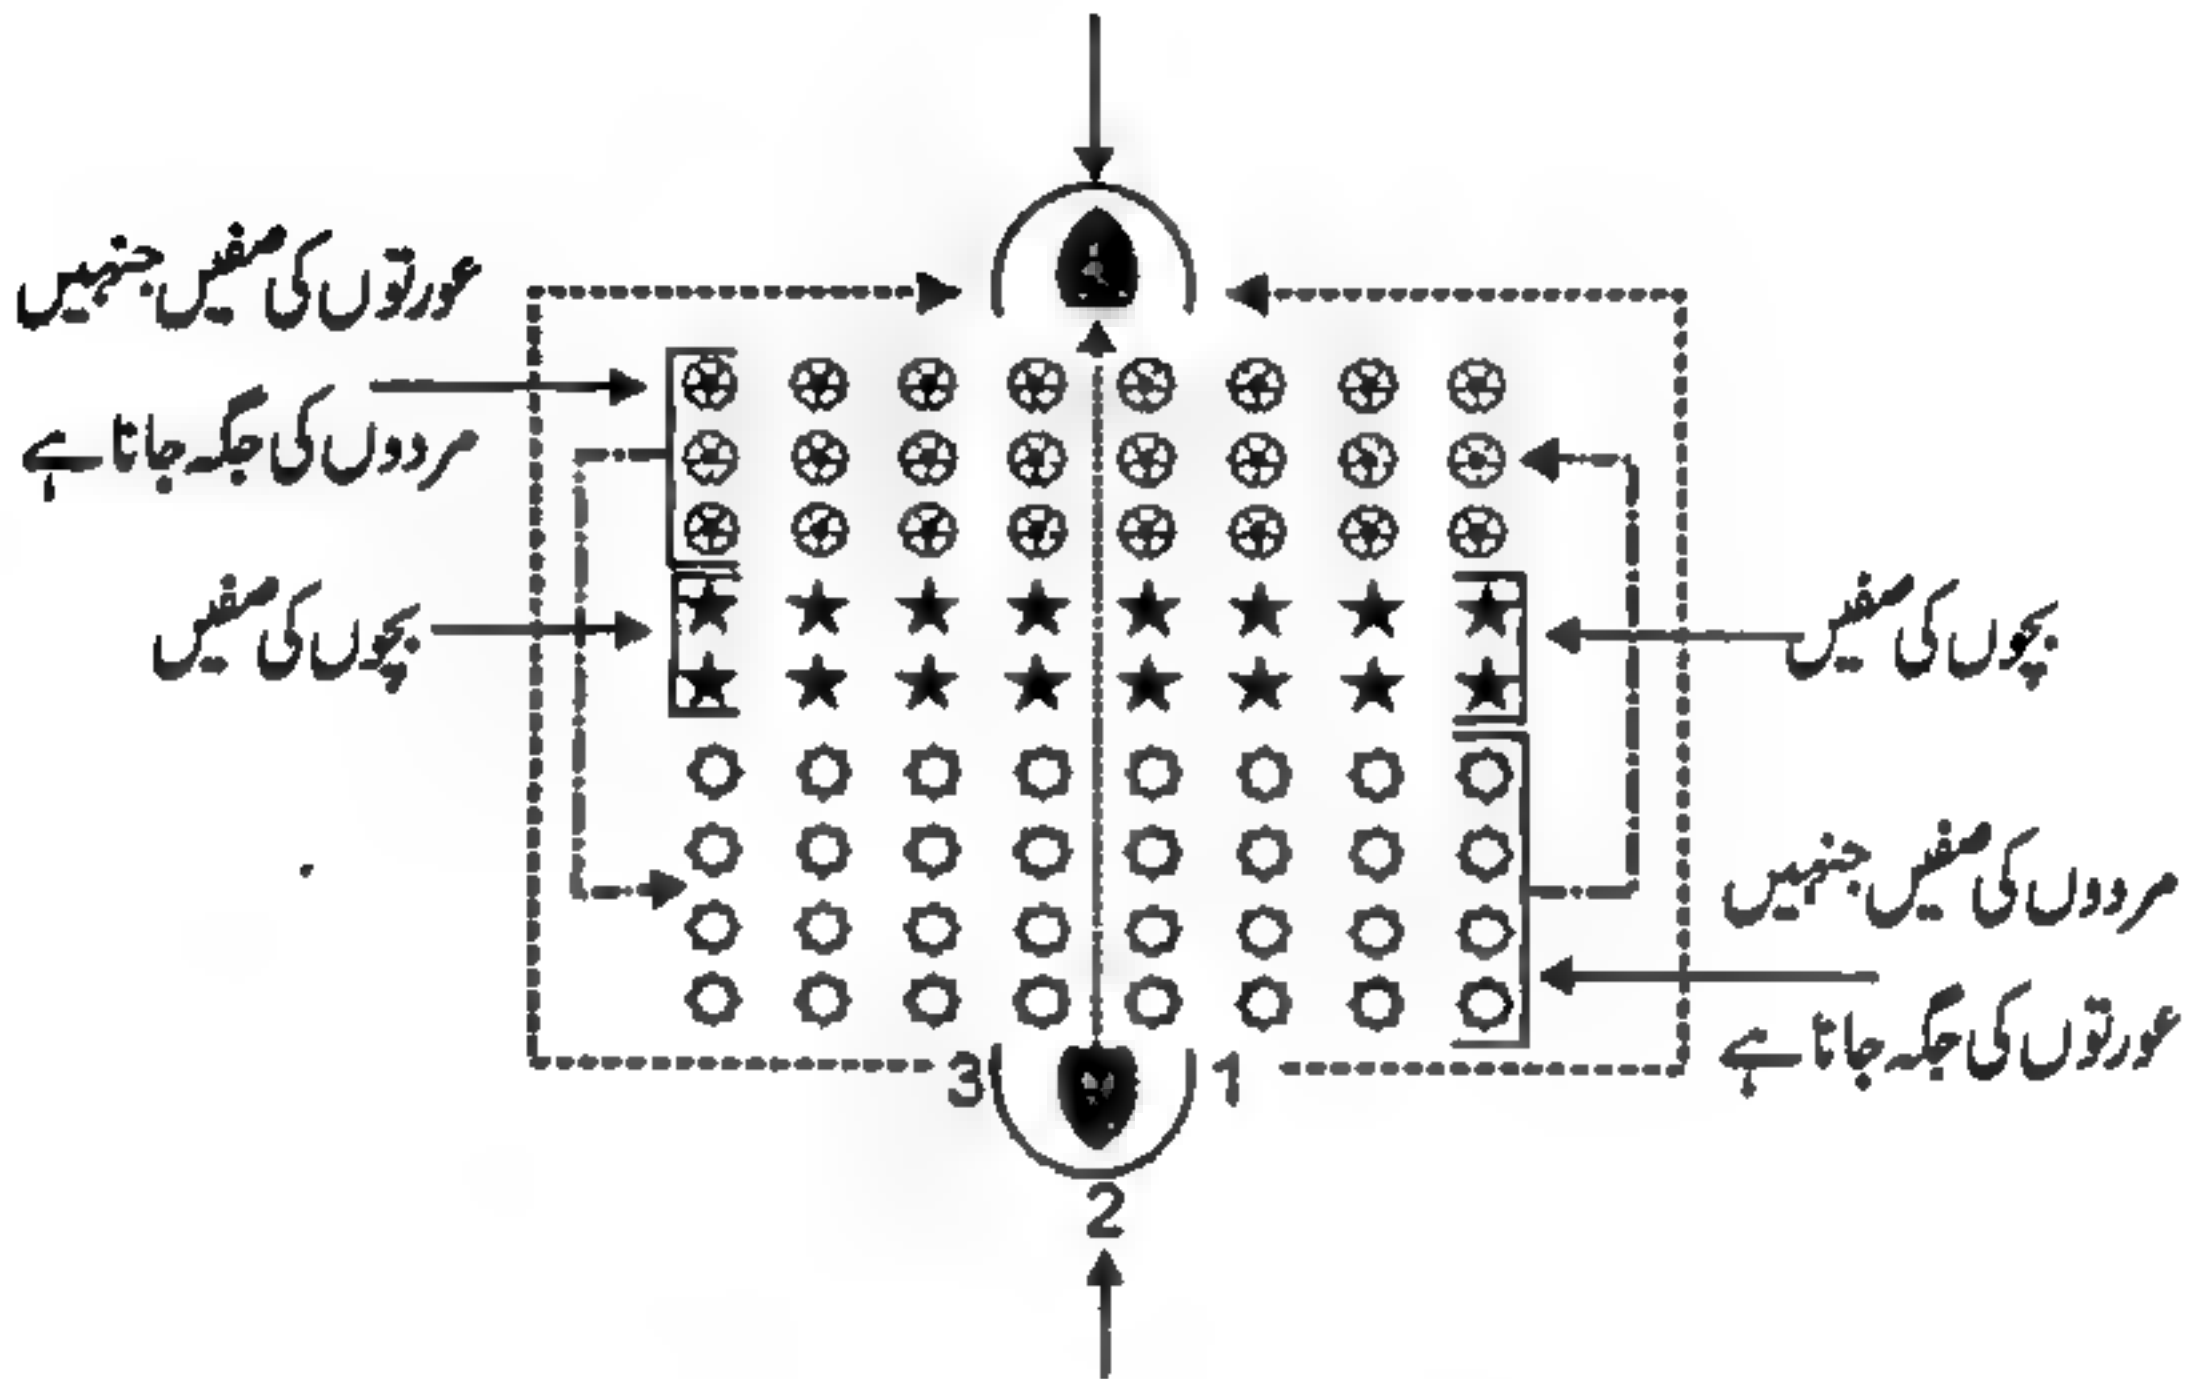 عورتوں کی صفیں جنہیں
مردوں کی جگہ جانا ہے
بچوں کی صفیں
بچوں کی صفیں
مردوں کی صفیں جنہیں
عورتوں کی جگہ جانا ہے
3
1
2